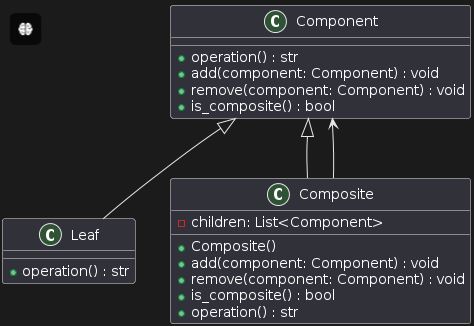 C Component
operation() : str
add(component: Component) : void
remove(component: Component) : void
is_composite() : bool
C Leaf
operation() : str
C Composite
children: List<Component>
Composite()
add(component: Component) : void
remove(component: Component) : void
is_composite() : bool
operation() : str